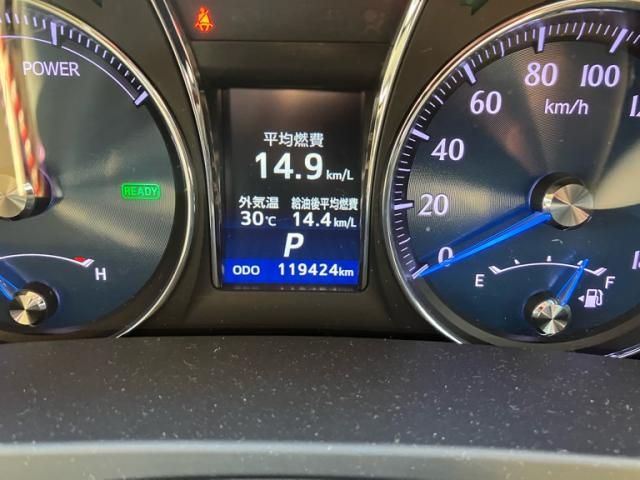 POWER
READY
H
平均燃費
14.9 km/L
外気温 給油後平均燃費
30℃ 14.4 km/L
P
ODO 119424km
0
20
40
60
80
100
km/h
E F